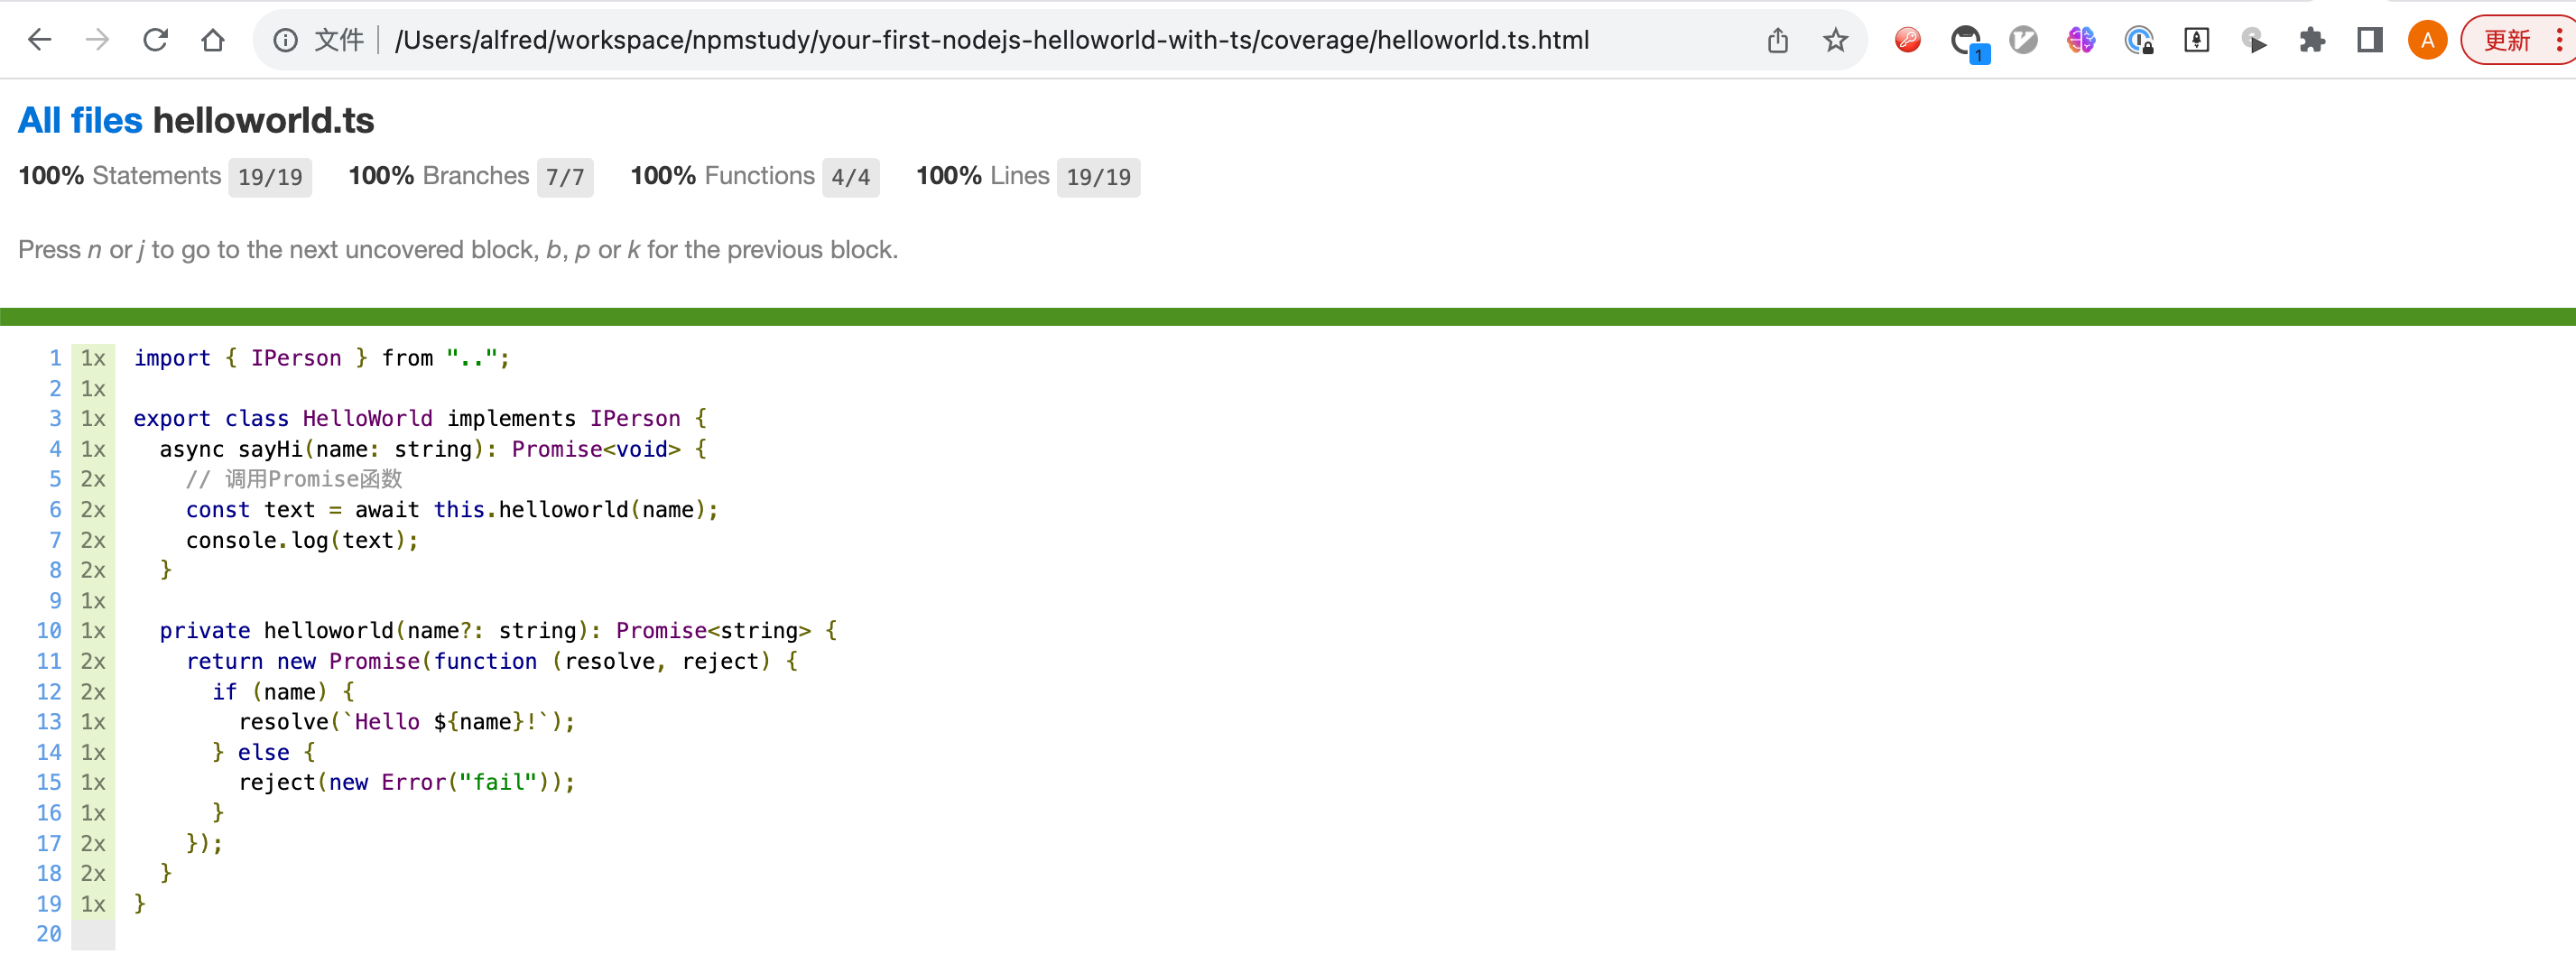 文件 /Users/alfred/workspace/npmstudy/your-first-nodejs-helloworld-with-ts/coverage/helloworld.ts.html 1 A 更新
All files helloworld.ts
100% Statements 19/19 100% Branches 7/7 100% Functions 4/4 100% Lines 19/19
Press n or j to go to the next uncovered block, b, p or k for the previous block.
1 1x import { IPerson } from "..";
2 1x
3 1x export class HelloWorld implements IPerson {
4 1x   async sayHi(name: string): Promise<void> {
5 2x     // 调用Promise函数
6 2x     const text = await this.helloworld(name);
7 2x     console.log(text);
8 2x   }
9 1x
10 1x   private helloworld(name?: string): Promise<string> {
11 2x     return new Promise(function (resolve, reject) {
12 2x       if (name) {
13 1x         resolve(`Hello ${name}!`);
14 1x       } else {
15 1x         reject(new Error("fail"));
16 1x       }
17 2x     });
18 2x   }
19 1x }
20